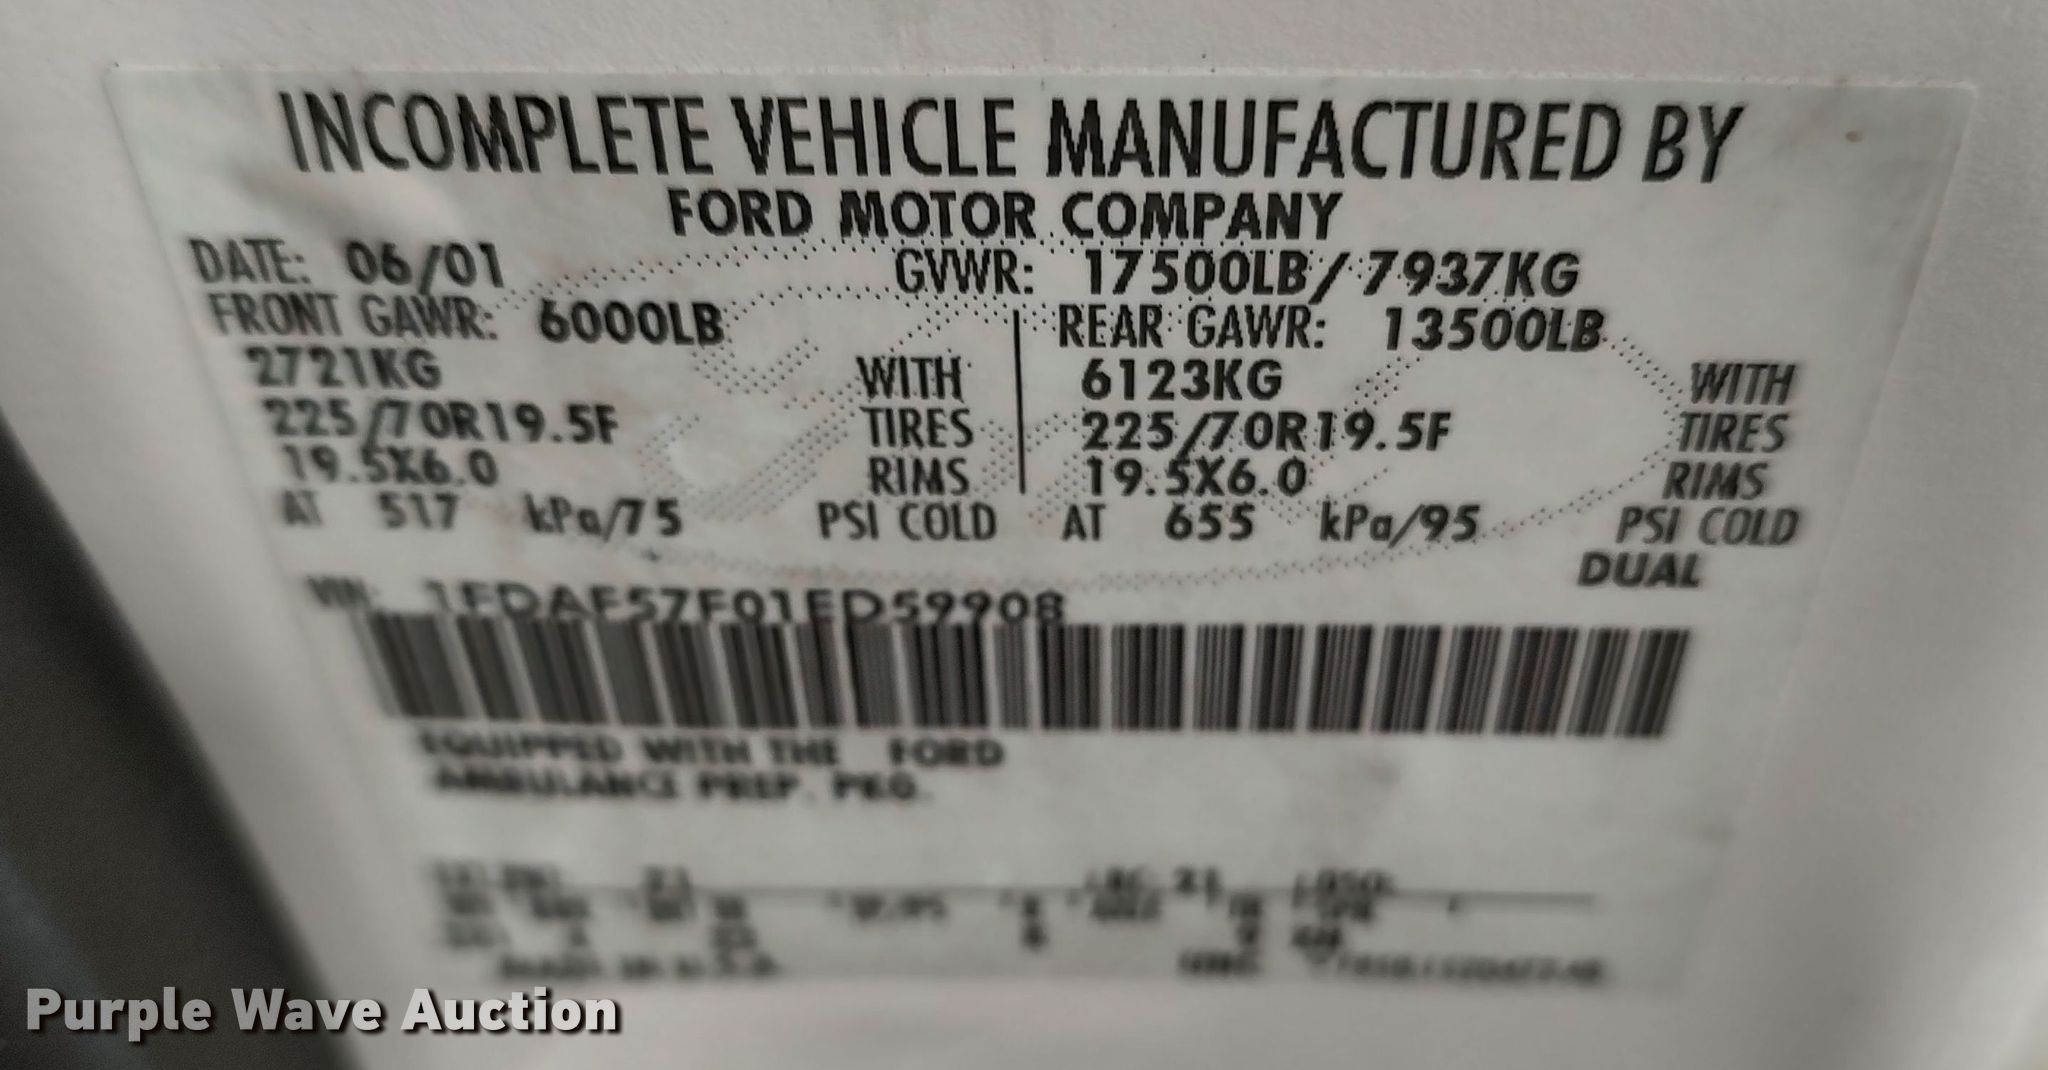 INCOMPLETE VEHICLE MANUFACTURED BY
FORD MOTOR COMPANY
DATE: 06/01 GVWR: 17500LB/7937KG
FRONT GAWR: 6000LB REAR GAWR: 13500LB
2721KG WITH 6123KG WITH
225/70R19.5F TIRES 225/70R19.5F TIRES
19.5X6.0 RIMS 19.5X6.0 RIMS
AT 517 kPa/75 PSI COLD AT 655 kPa/95 PSI COLD
DUAL
VIN: 1FDAF57F01ED59908
EQUIPPED WITH THE FORD
AMBULANCE PREP. PKG.
MADE IN U.S.A.
Purple Wave Auction